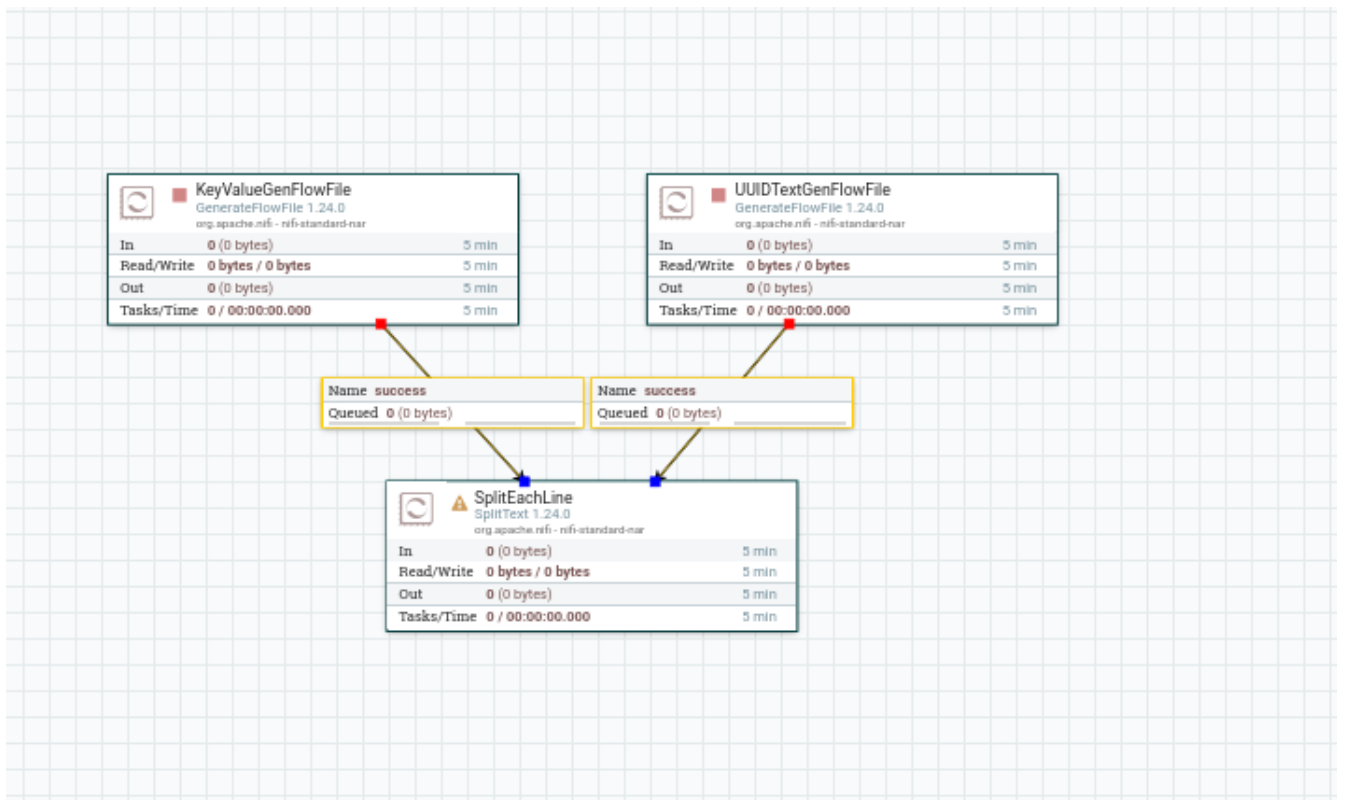 KeyValueGenFlowFile
GenerateFlowFile 1.24.0
org.apache.nifi - nifi-standard-nar
In 0 (0 bytes) 5 min
Read/Write 0 bytes / 0 bytes 5 min
Out 0 (0 bytes) 5 min
Tasks/Time 0 / 00:00:00.000 5 min
UUIDTextGenFlowFile
GenerateFlowFile 1.24.0
org.apache.nifi - nifi-standard-nar
In 0 (0 bytes) 5 min
Read/Write 0 bytes / 0 bytes 5 min
Out 0 (0 bytes) 5 min
Tasks/Time 0 / 00:00:00.000 5 min
Name success
Queued 0 (0 bytes)
Name success
Queued 0 (0 bytes)
SplitEachLine
SplitText 1.24.0
org.apache.nifi - nifi-standard-nar
In 0 (0 bytes) 5 min
Read/Write 0 bytes / 0 bytes 5 min
Out 0 (0 bytes) 5 min
Tasks/Time 0 / 00:00:00.000 5 min